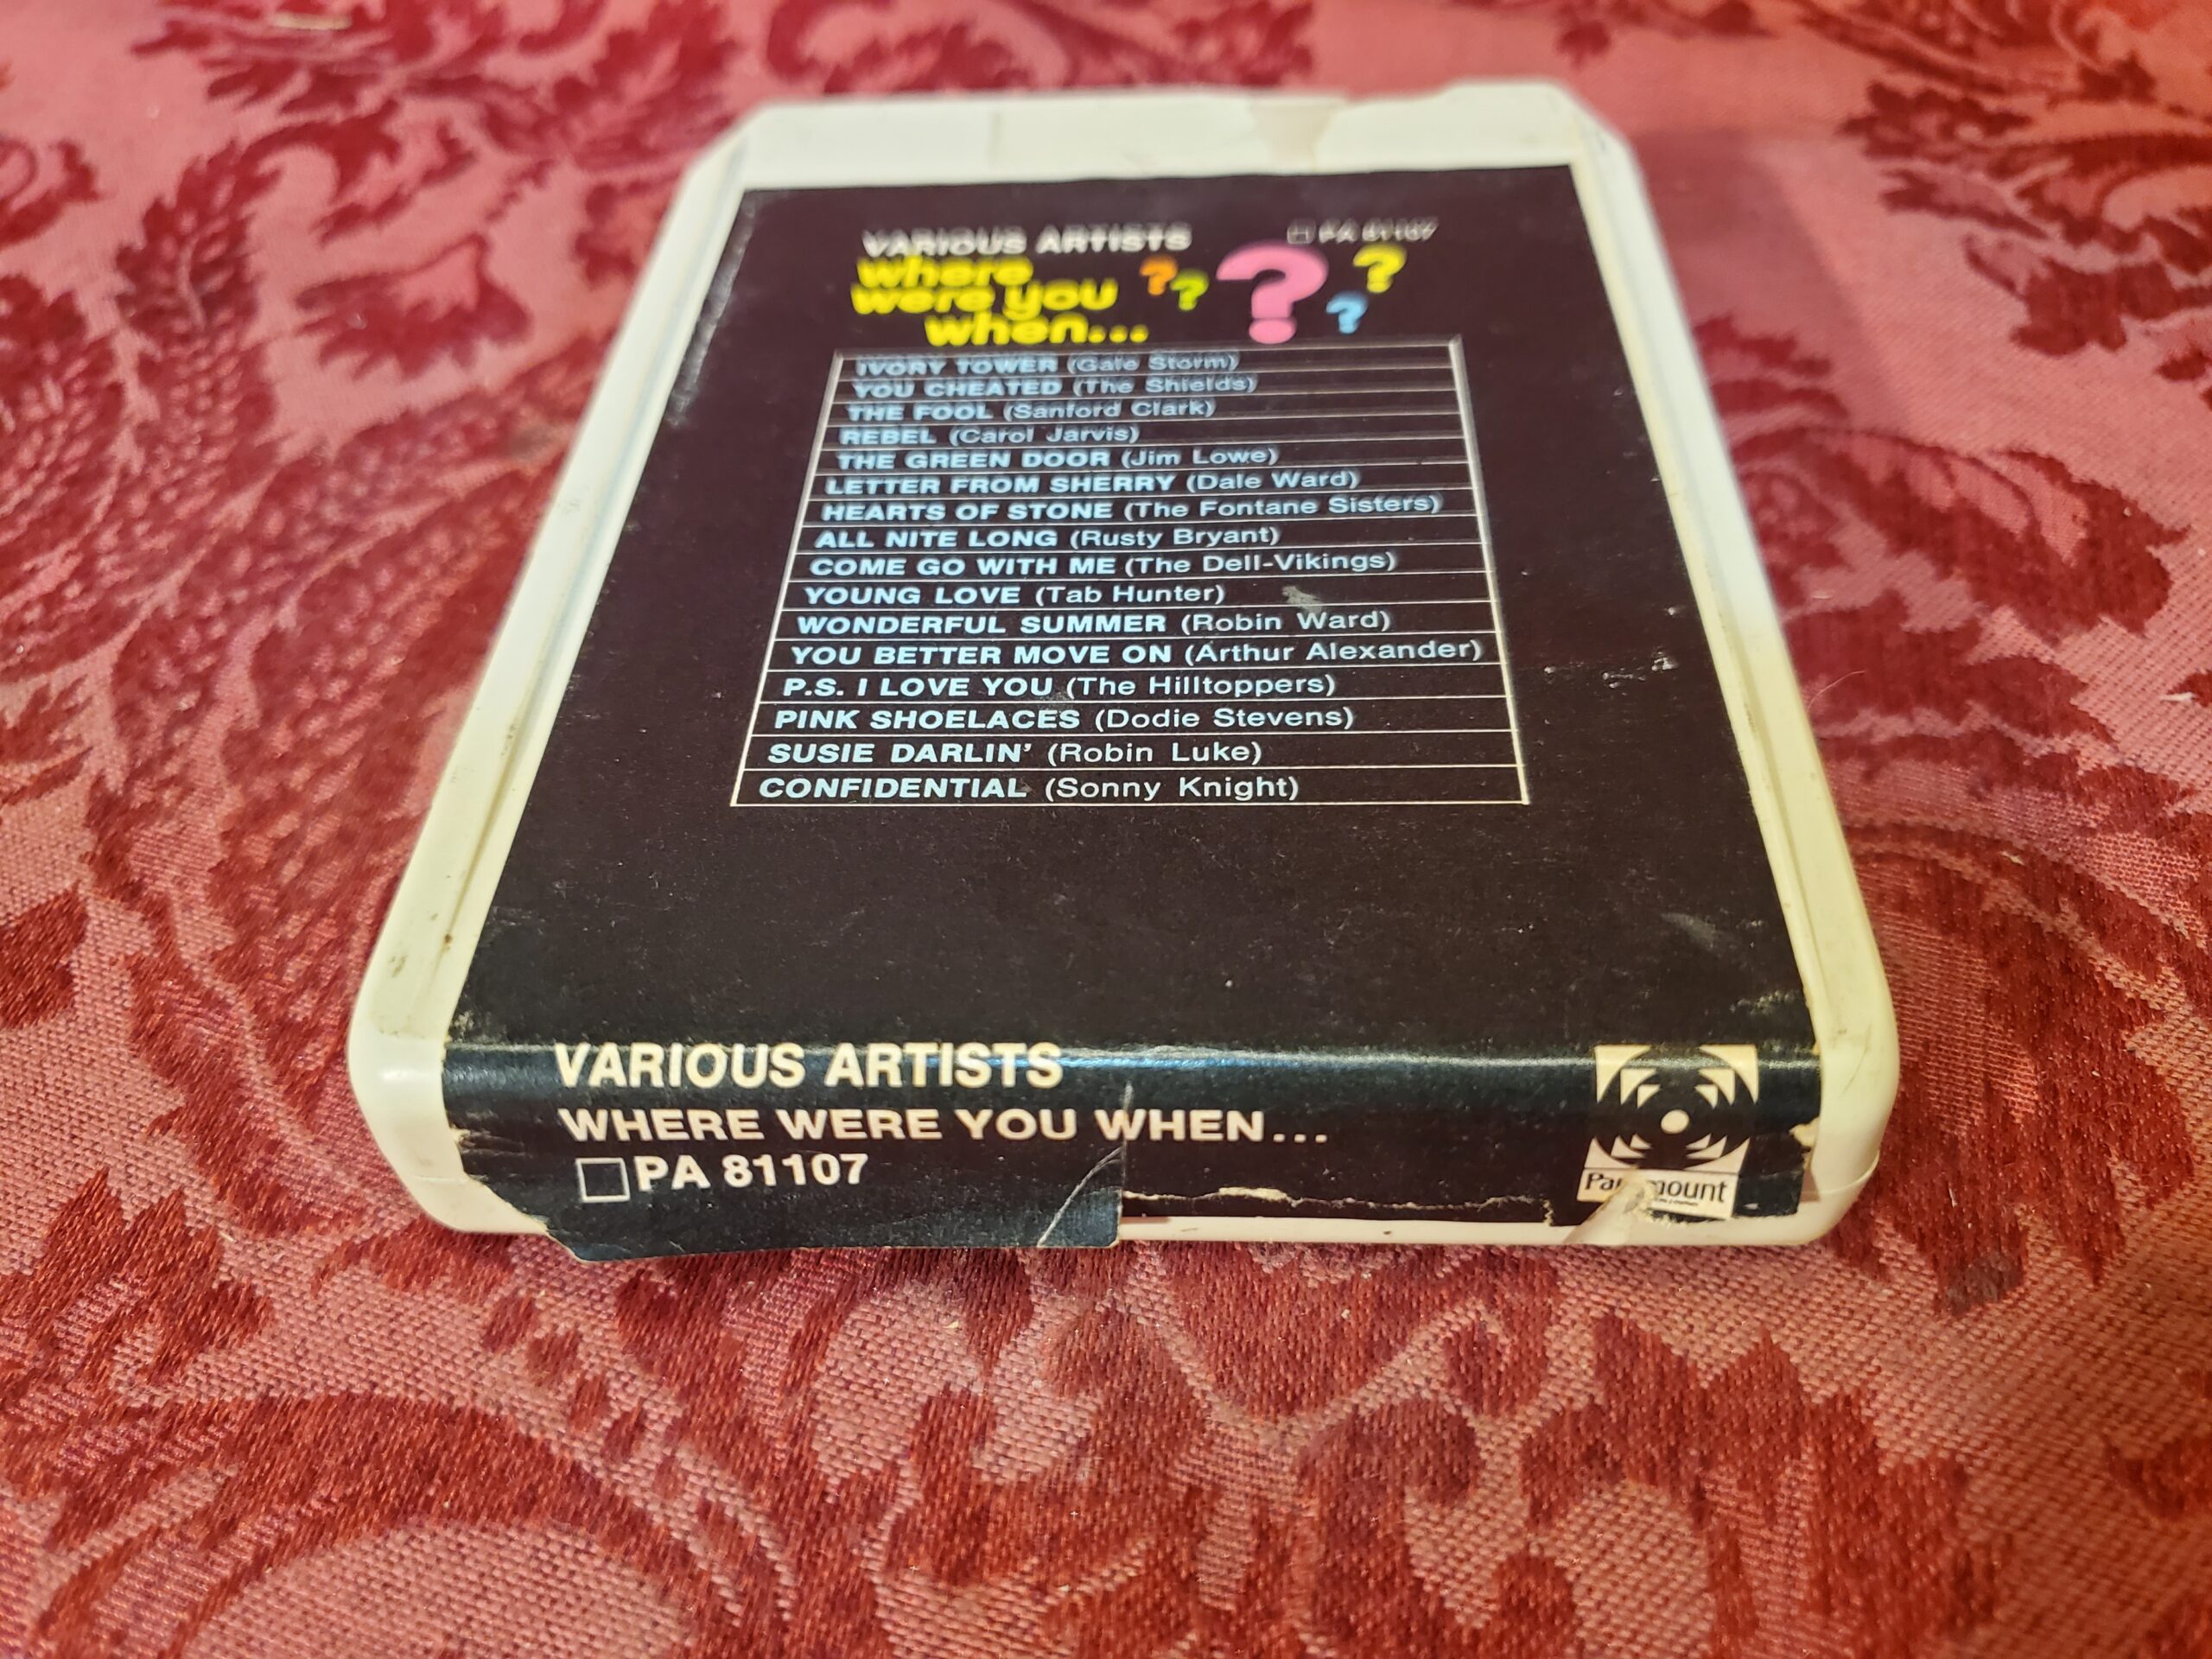 VARIOUS ARTISTS
□ PA 81107
where
were you
when...
? ? ? ? ?
IVORY TOWER (Gale Storm)
YOU CHEATED (The Shields)
THE FOOL (Sanford Clark)
REBEL (Carol Jarvis)
THE GREEN DOOR (Jim Lowe)
LETTER FROM SHERRY (Dale Ward)
HEARTS OF STONE (The Fontane Sisters)
ALL NITE LONG (Rusty Bryant)
COME GO WITH ME (The Dell-Vikings)
YOUNG LOVE (Tab Hunter)
WONDERFUL SUMMER (Robin Ward)
YOU BETTER MOVE ON (Arthur Alexander)
P.S. I LOVE YOU (The Hilltoppers)
PINK SHOELACES (Dodie Stevens)
SUSIE DARLIN' (Robin Luke)
CONFIDENTIAL (Sonny Knight)
VARIOUS ARTISTS
WHERE WERE YOU WHEN...
□ PA 81107
Paramount